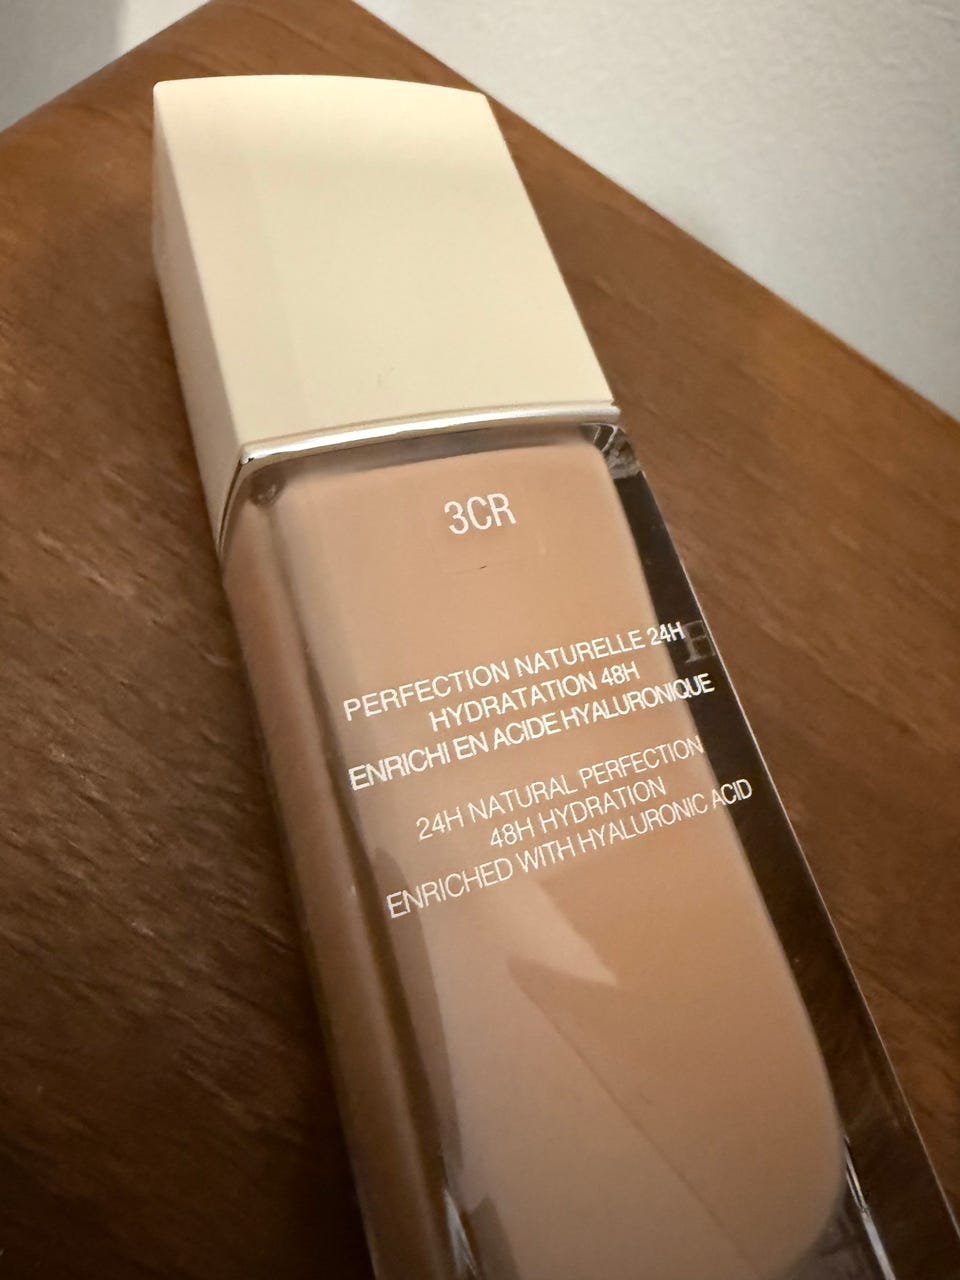 3CR
PERFECTION NATURELLE 24H
HYDRATATION 48H
ENRICHI EN ACIDE HYALURONIQUE
24H NATURAL PERFECTION
48H HYDRATION
ENRICHED WITH HYALURONIC ACID